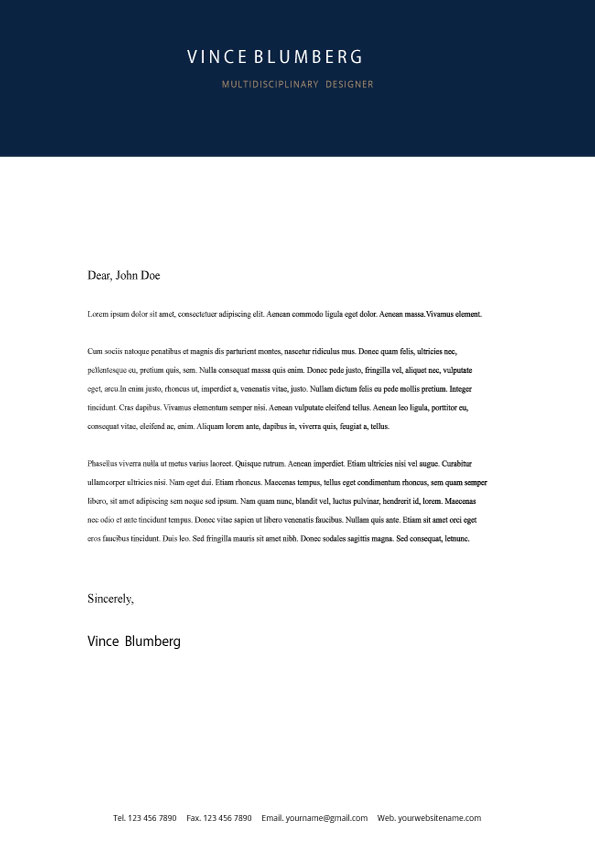 VINCE BLUMBERG
MULTIDISCIPLINARY DESIGNER
Dear, John Doe
Lorem ipsum dolor sit amet, consectetuer adipiscing elit. Aenean commodo ligula eget dolor. Aenean massa.Vivamus element.
Cum sociis natoque penatibus et magnis dis parturient montes, nascetur ridiculus mus. Donec quam felis, ultricies nec,
pellentesque eu, pretium quis, sem. Nulla consequat massa quis enim. Donec pede justo, fringilla vel, aliquet nec, vulputate
eget, arcu.In enim justo, rhoncus ut, imperdiet a, venenatis vitae, justo. Nullam dictum felis eu pede mollis pretium. Integer
tincidunt. Cras dapibus. Vivamus elementum semper nisi. Aenean vulputate eleifend tellus. Aenean leo ligula, porttitor eu,
consequat vitae, eleifend ac, enim. Aliquam lorem ante, dapibus in, viverra quis, feugiat a, tellus.
Phasellus viverra nulla ut metus varius laoreet. Quisque rutrum. Aenean imperdiet. Etiam ultricies nisi vel augue. Curabitur
ullamcorper ultricies nisi. Nam eget dui. Etiam rhoncus. Maecenas tempus, tellus eget condimentum rhoncus, sem quam semper
libero, sit amet adipiscing sem neque sed ipsum. Nam quam nunc, blandit vel, luctus pulvinar, hendrerit id, lorem. Maecenas
nec odio et ante tincidunt tempus. Donec vitae sapien ut libero venenatis faucibus. Nullam quis ante. Etiam sit amet orci eget
eros faucibus tincidunt. Duis leo. Sed fringilla mauris sit amet nibh. Donec sodales sagittis magna. Sed consequat, letnunc.
Sincerely,
Vince Blumberg
Tel. 123 456 7890 Fax. 123 456 7890 Email. yourname@gmail.com Web. yourwebsitename.com